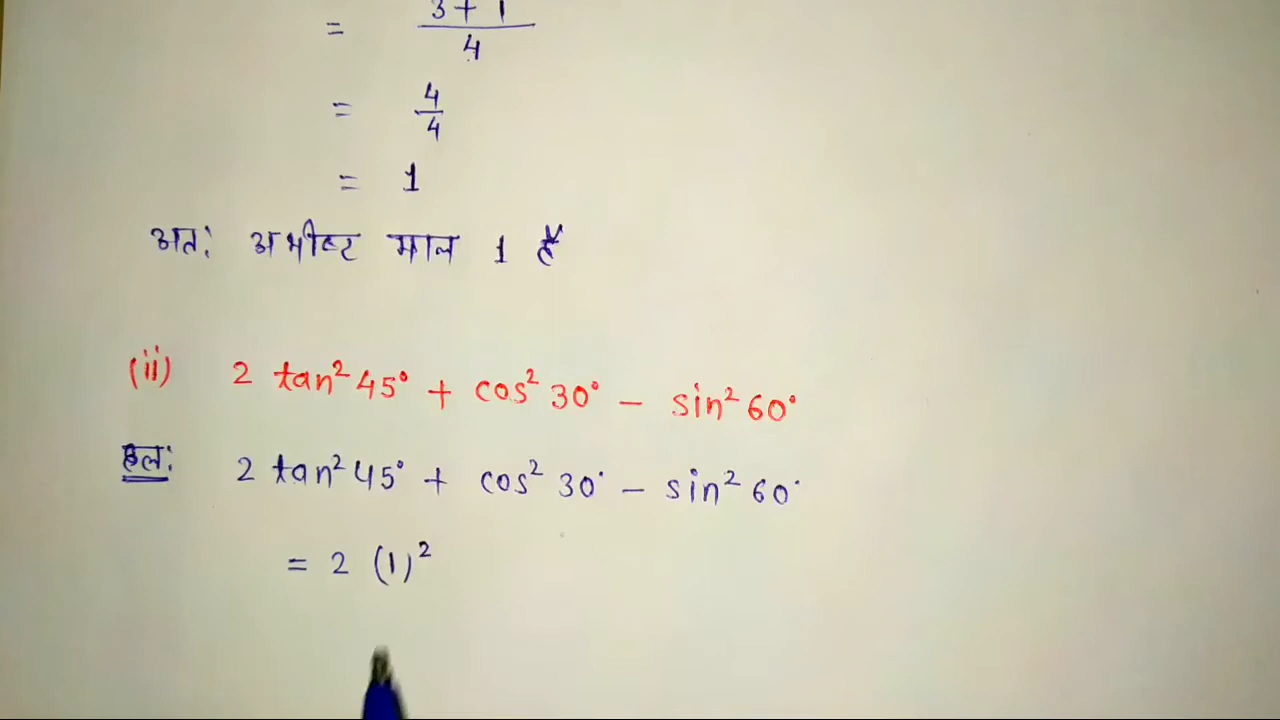 = 3 + 1 / 4
= 4 / 4
= 1
अतः अभीष्ट मान 1 है
(ii) 2 tan² 45° + cos² 30° − sin² 60°
हलः 2 tan² 45° + cos² 30° − sin² 60°
= 2 (1)²